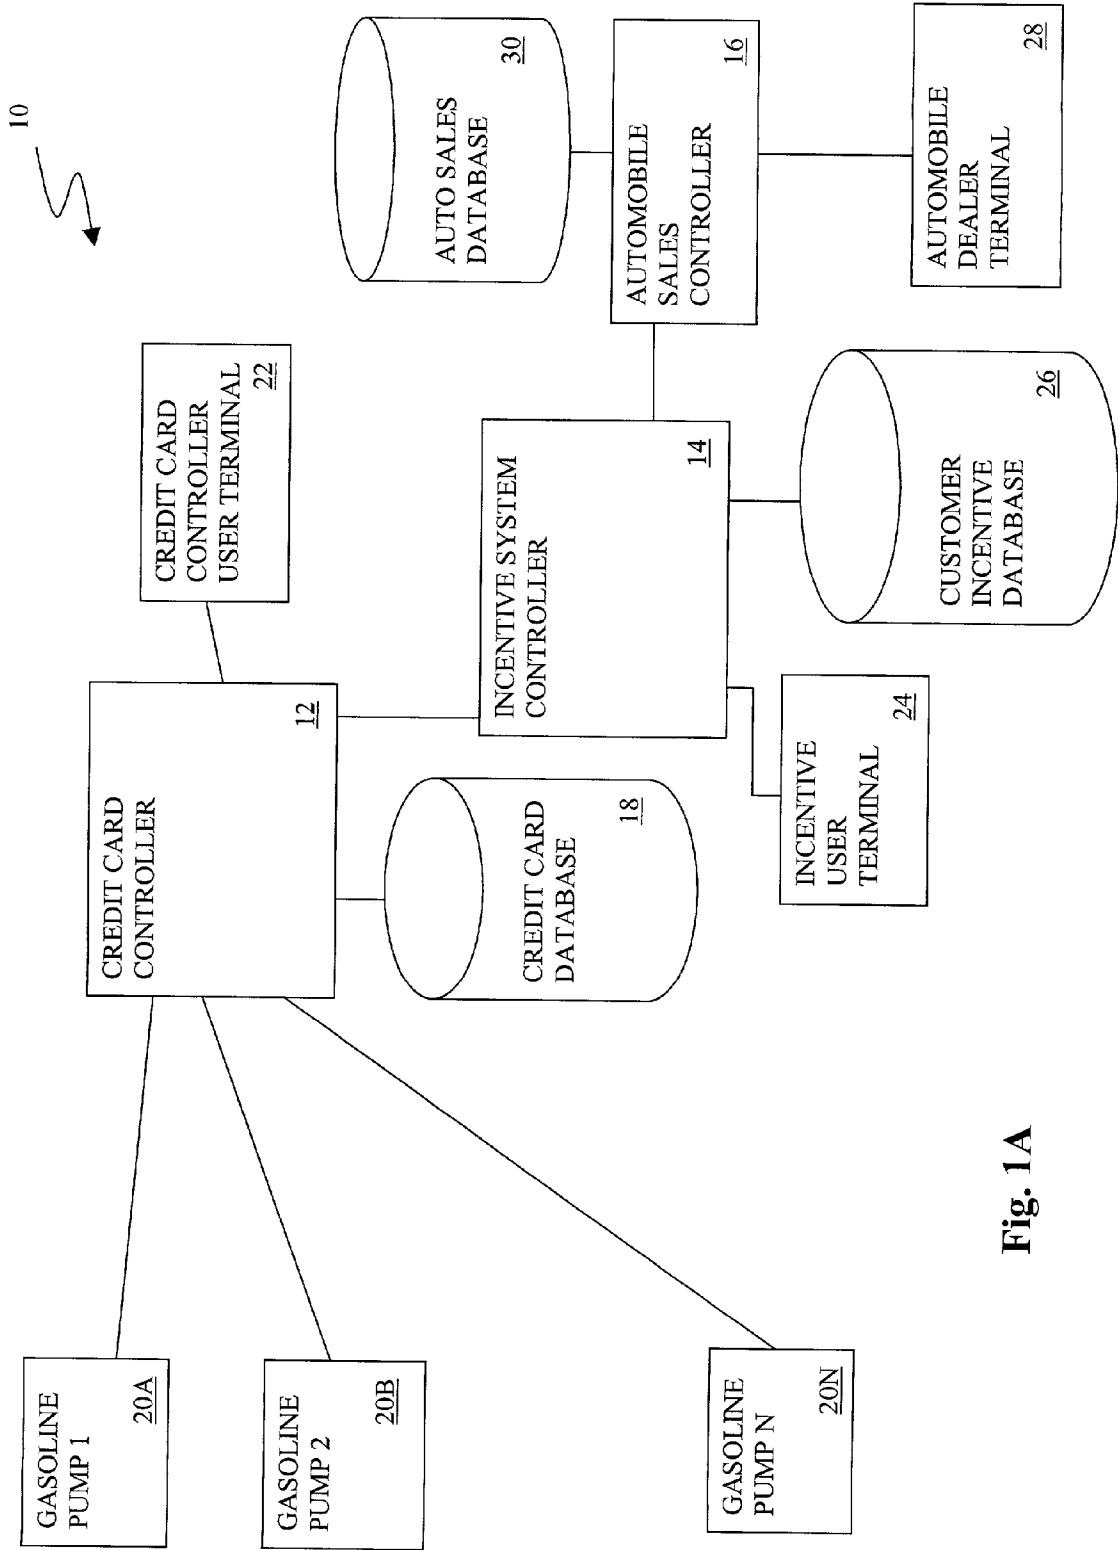 10
GASOLINE
PUMP 1
20A
GASOLINE
PUMP 2
20B
GASOLINE
PUMP N
20N
CREDIT CARD
CONTROLLER
12
CREDIT CARD
CONTROLLER
USER TERMINAL
22
CREDIT CARD
DATABASE
18
INCENTIVE SYSTEM
CONTROLLER
14
INCENTIVE
USER
TERMINAL
24
CUSTOMER
INCENTIVE
DATABASE
26
AUTO SALES
DATABASE
30
AUTOMOBILE
SALES
CONTROLLER
16
AUTOMOBILE
DEALER
TERMINAL
28
Fig. 1A